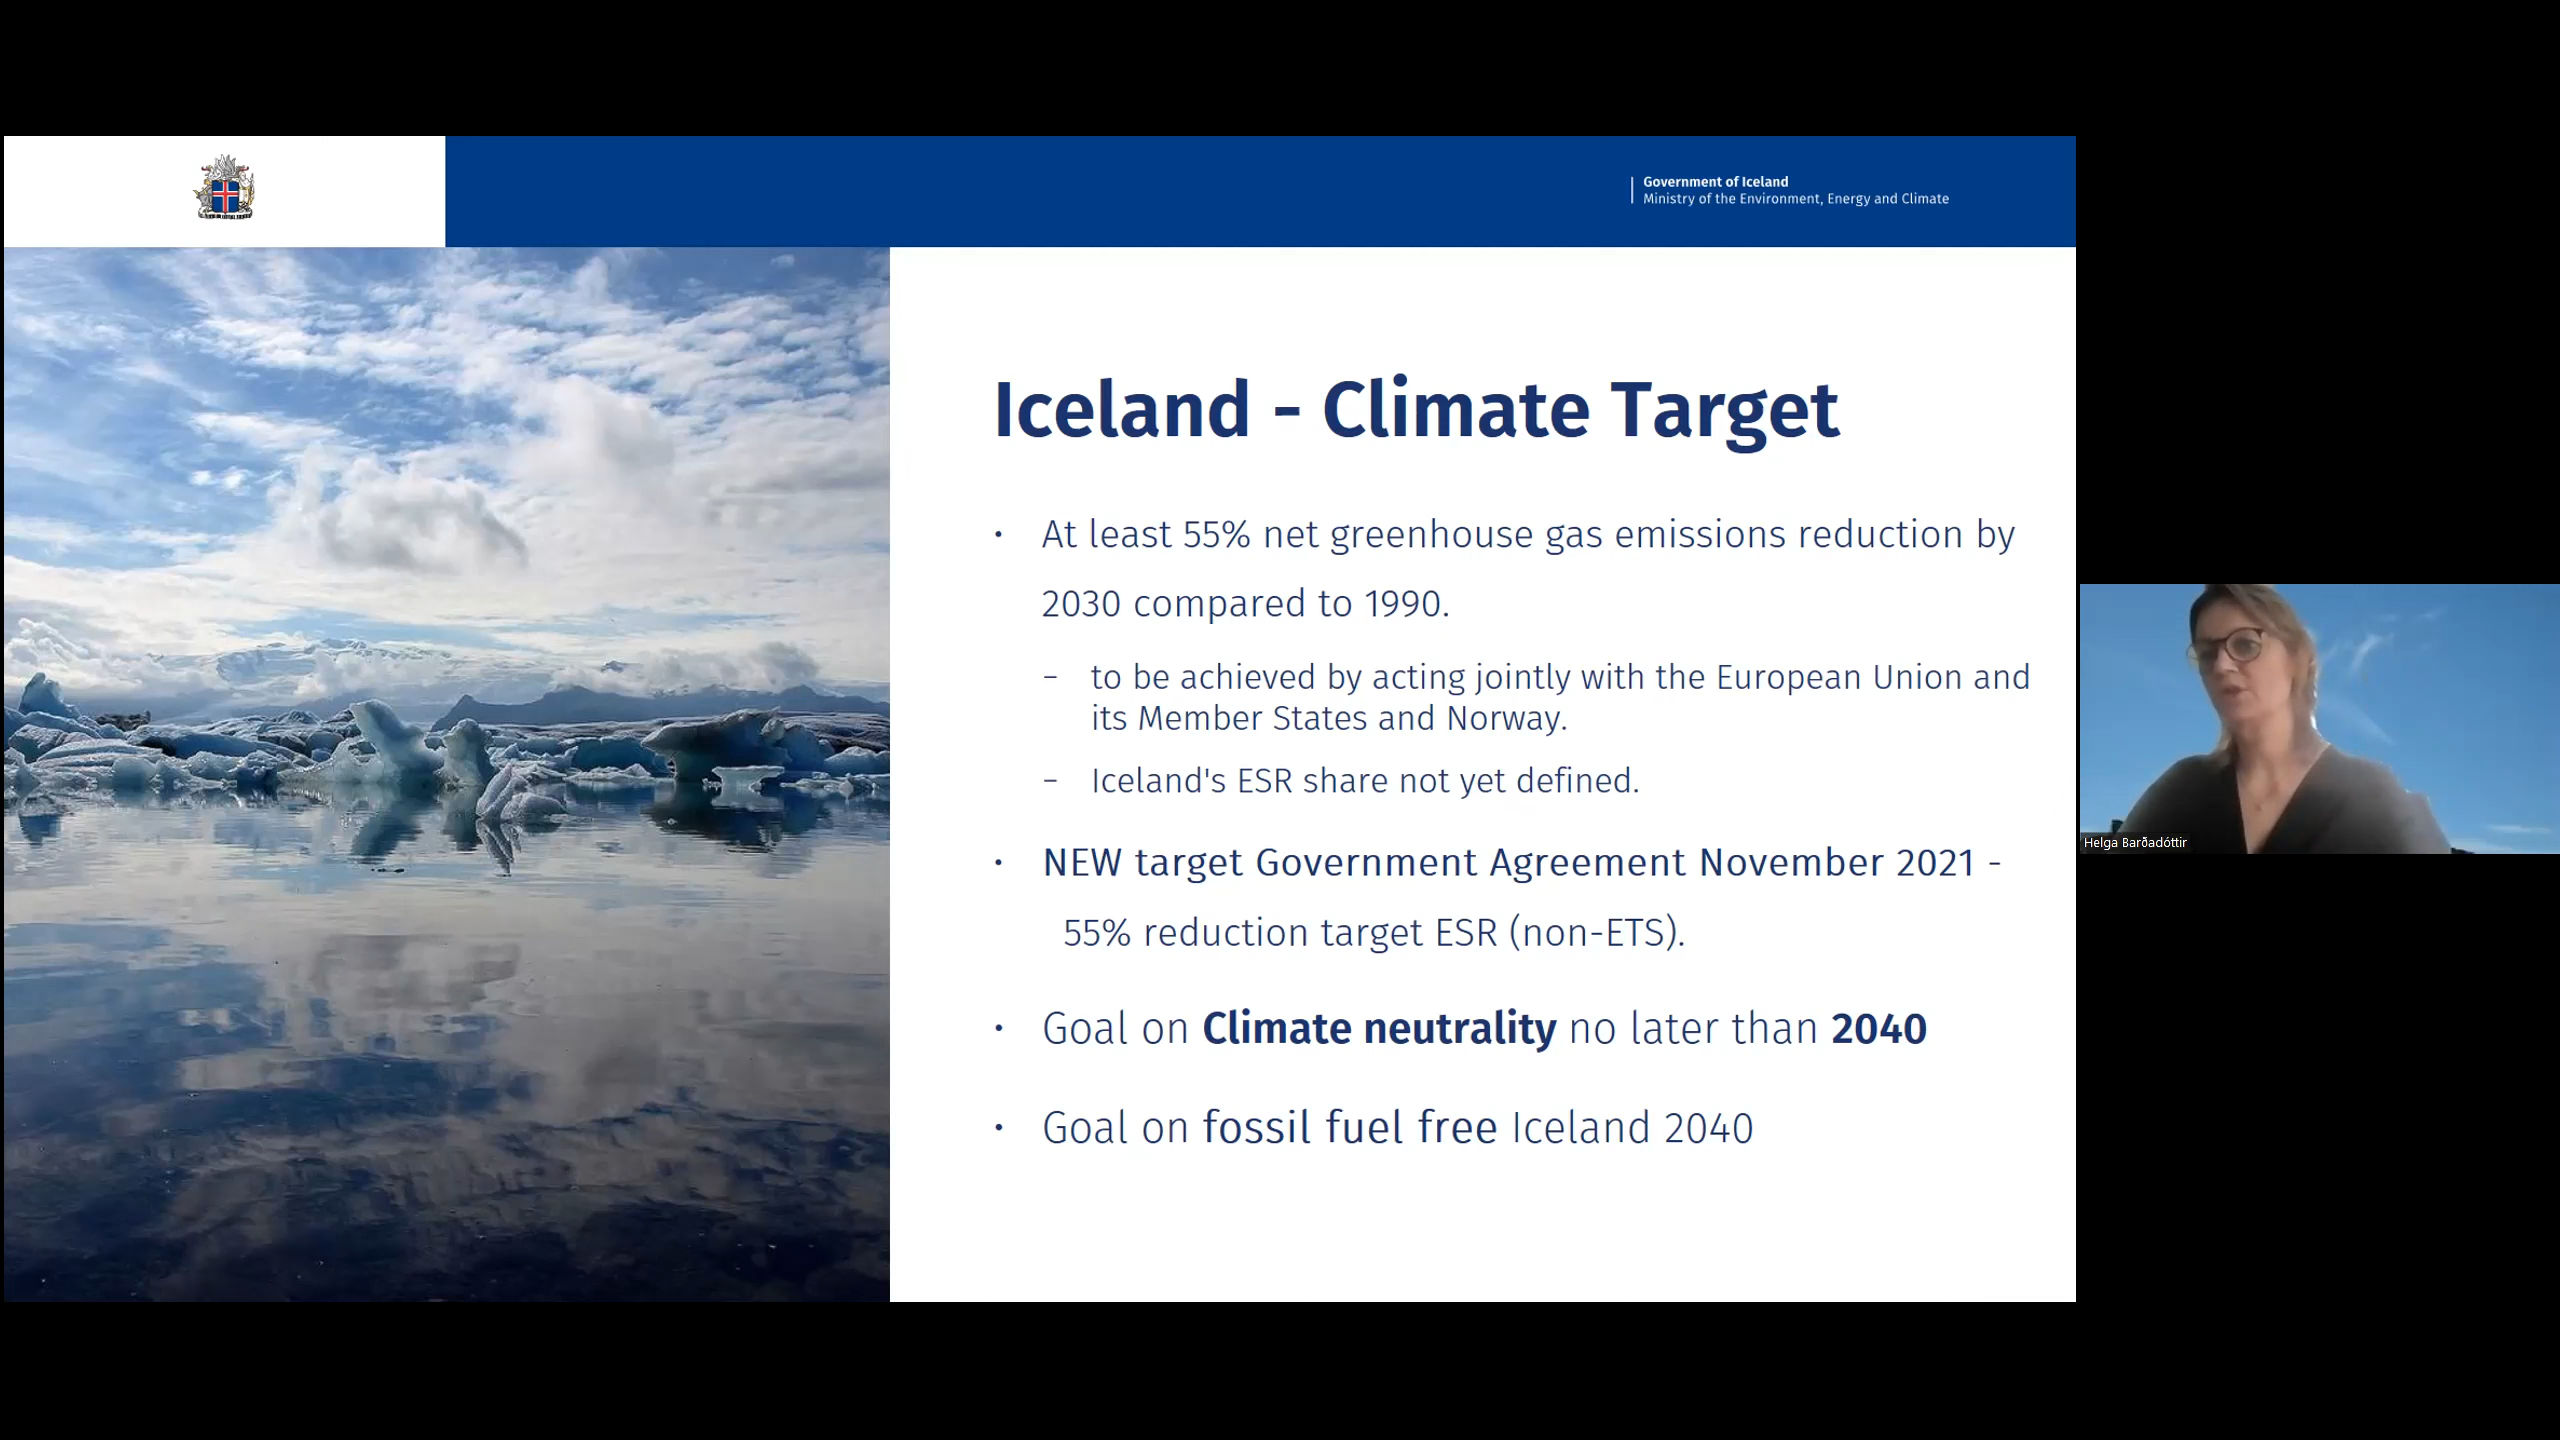 Government of Iceland
Ministry of the Environment, Energy and Climate
Iceland - Climate Target
• At least 55% net greenhouse gas emissions reduction by
2030 compared to 1990.
– to be achieved by acting jointly with the European Union and
its Member States and Norway.
– Iceland's ESR share not yet defined.
• NEW target Government Agreement November 2021 -
55% reduction target ESR (non-ETS).
• Goal on Climate neutrality no later than 2040
• Goal on fossil fuel free Iceland 2040
Helga Barðadóttir